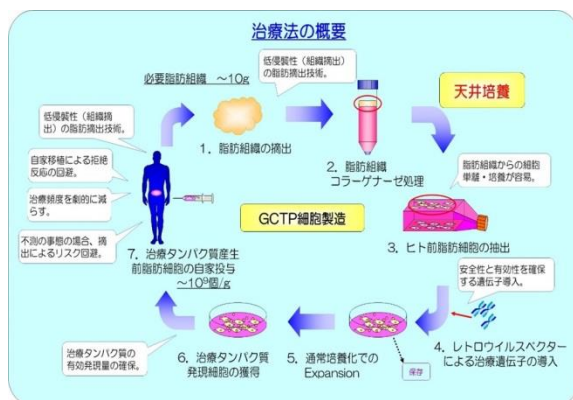 治療法の概要
必要脂肪組織 ~10g
低侵襲性（組織摘出）
の脂肪摘出技術。
天井培養
低侵襲性（組織摘
出）の脂肪摘出技術。
1．脂肪組織の摘出
2．脂肪組織
コラーゲナーゼ処理
自家移植による拒絶
反応の回避。
治療頻度を劇的に減
らす。
脂肪組織からの細胞
単離・培養が容易。
GCTP細胞製造
不測の事態の場合、摘
出によるリスク回避。
3．ヒト前脂肪細胞の抽出
7．治療タンパク質産生
前脂肪細胞の自家投与
~10⁹個/g
安全性と有効性を確保
する遺伝子導入。
治療タンパク質の
有効発現量の確保。
6．治療タンパク質
発現細胞の獲得
5．通常培養化での
Expansion
保存
4．レトロウイルスベクター
による治療遺伝子の導入